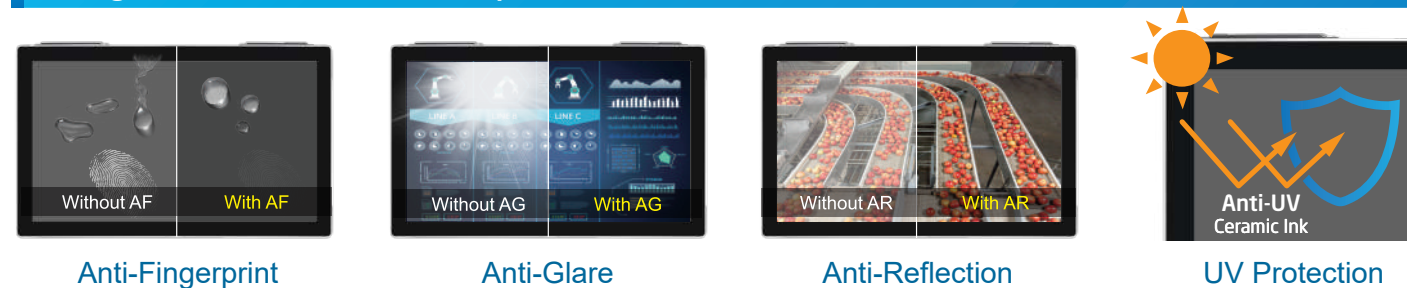 Without AF
With AF
LINE A
LINE C
Without AG
With AG
Without AR
With AR
Anti-UV
Ceramic Ink
Anti-Fingerprint
Anti-Glare
Anti-Reflection
UV Protection